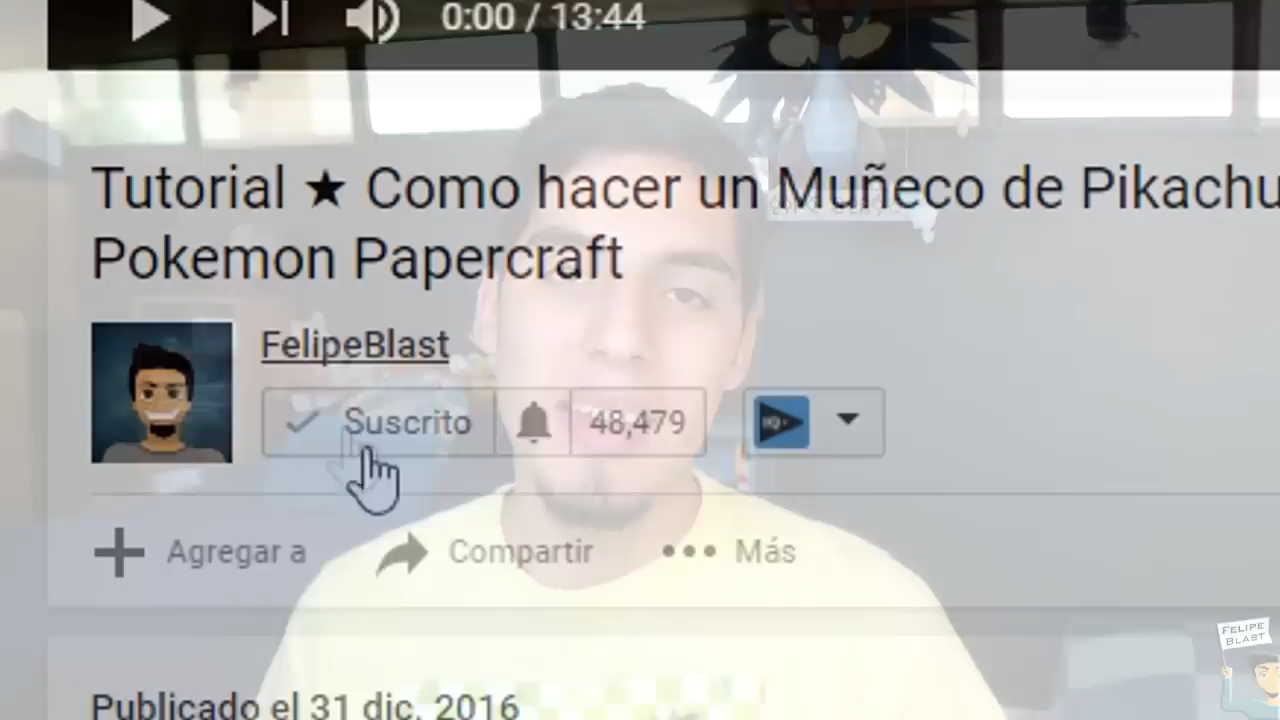 0:00 / 13:44
Tutorial ★ Como hacer un Muñeco de Pikachu
Pokemon Papercraft
FelipeBlast
Suscrito
48,479
Agregar a
Compartir
Más
FELIPE
BLAST
Publicado el 31 dic. 2016